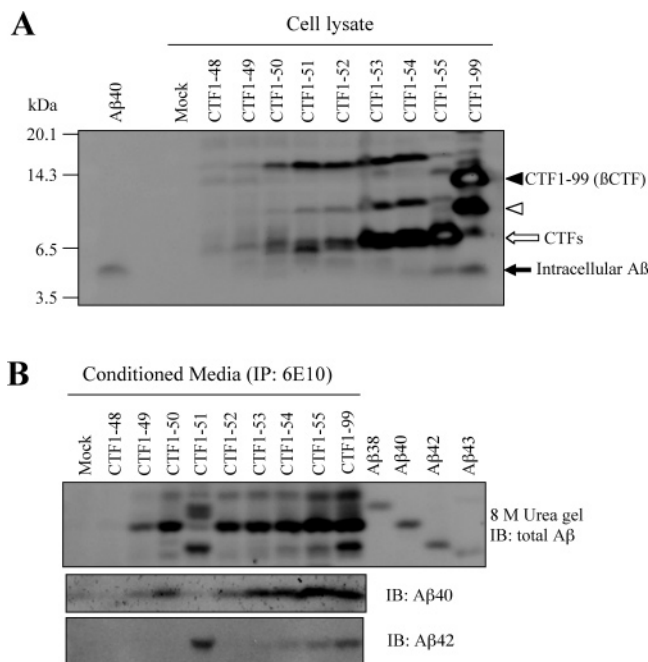 A
Cell lysate
kDa
Aβ40
Mock
CTF1-48
CTF1-49
CTF1-50
CTF1-51
CTF1-52
CTF1-53
CTF1-54
CTF1-55
CTF1-99
20.1
14.3
6.5
3.5
CTF1-99 (ßCTF)
CTFs
Intracellular Aß
B
Conditioned Media (IP: 6E10)
Mock
CTF1-48
CTF1-49
CTF1-50
CTF1-51
CTF1-52
CTF1-53
CTF1-54
CTF1-55
CTF1-99
Aβ38
Aβ40
Aβ42
Aβ43
8 M Urea gel
IB: total Aβ
IB: Aβ40
IB: Aβ42